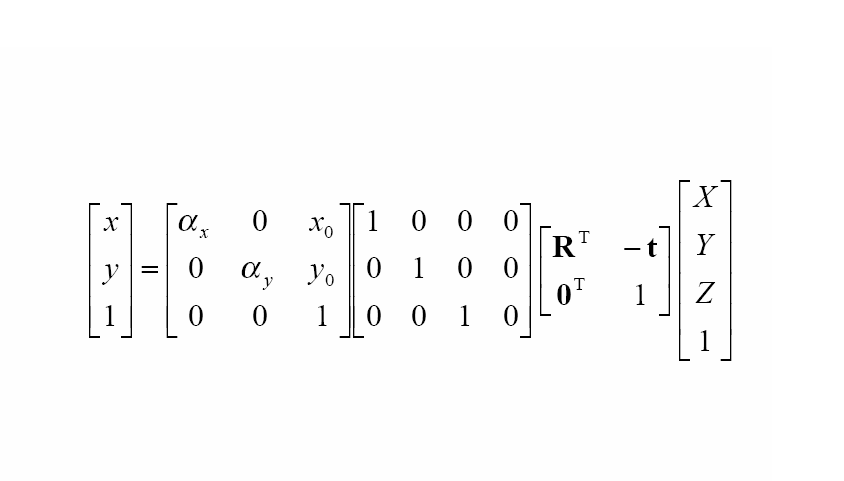 [x y 1] = [α_x 0 x_0; 0 α_y y_0; 0 0 1] [1 0 0 0; 0 1 0 0; 0 0 1 0] [R^T −t; 0^T 1] [X Y Z 1]